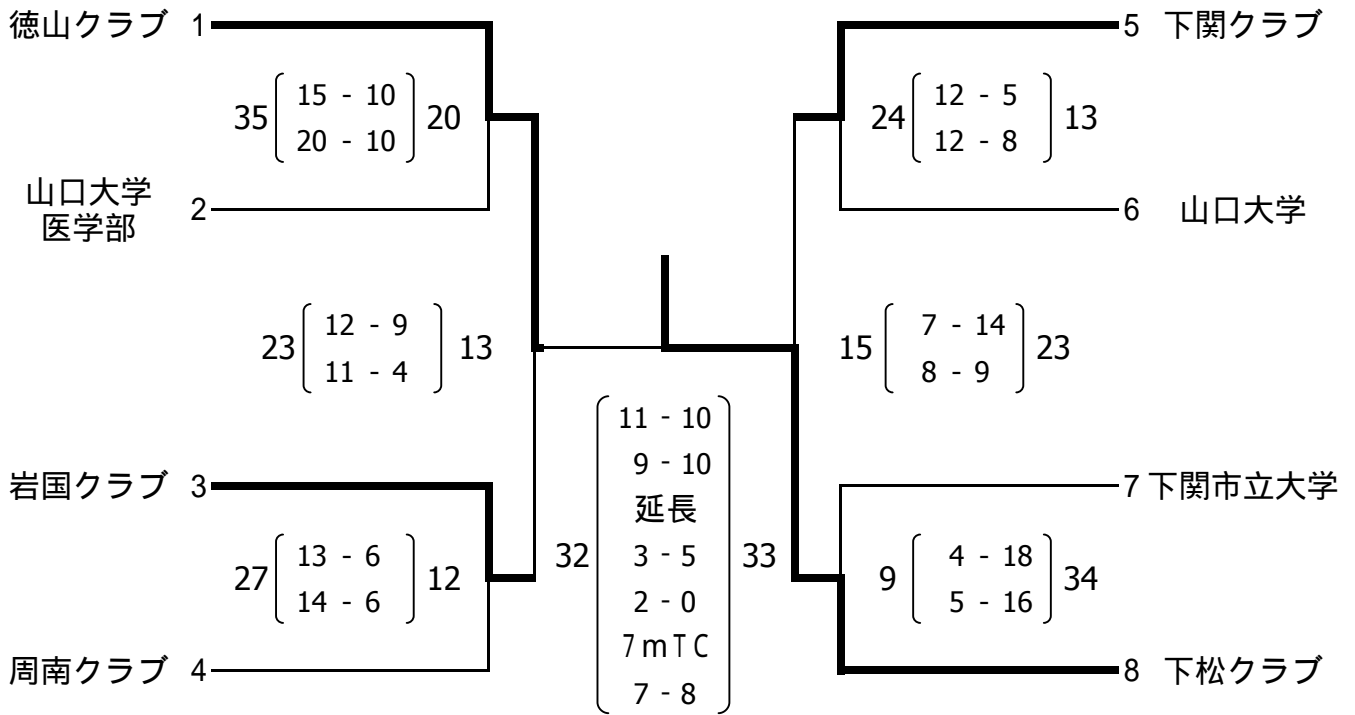 徳山クラブ 1
35 15 - 10 20
20 - 10
山口大学
医学部 2
23 12 - 9 13
11 - 4
岩国クラブ 3
27 13 - 6 12
14 - 6
周南クラブ 4
32 11 - 10 33
9 - 10
延長
3 - 5
2 - 0
7mTC
7 - 8
5 下関クラブ
24 12 - 5 13
12 - 8
6 山口大学
15 7 - 14 23
8 - 9
7 下関市立大学
9 4 - 18 34
5 - 16
8 下松クラブ